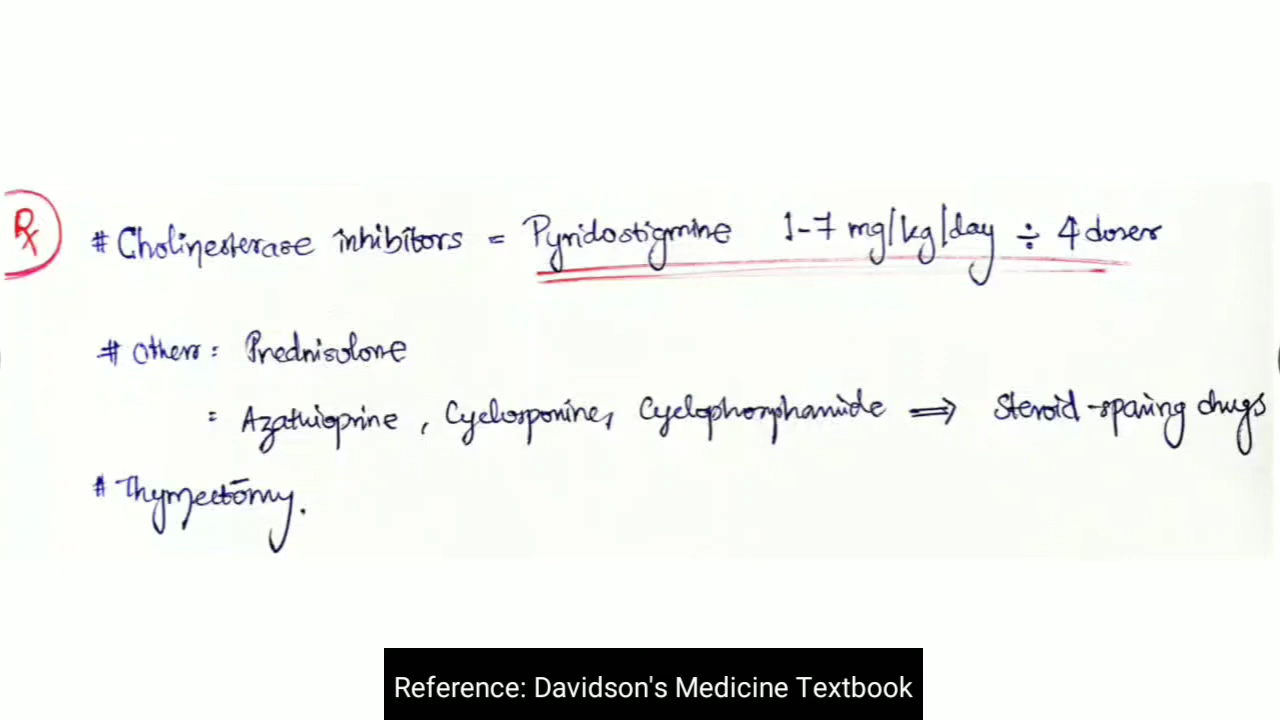 Rx
# Cholinesterase inhibitors = Pyridostigmine 1-7 mg/kg/day ÷ 4 doses
# Others: Prednisolone
= Azathioprine, Cyclosporine, Cyclophosphamide ⇒ Steroid-sparing drugs
# Thymectomy.
Reference: Davidson's Medicine Textbook